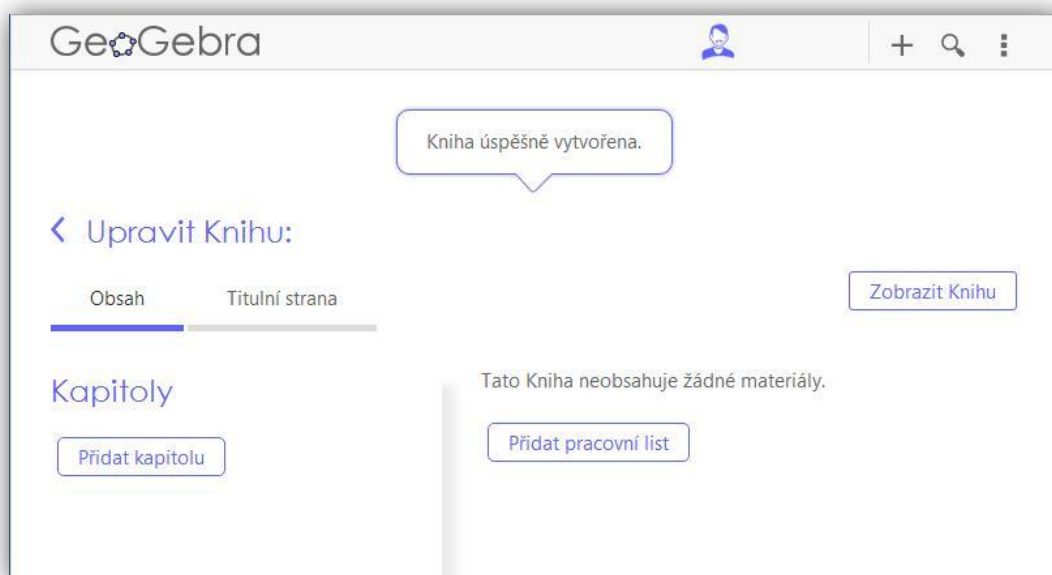 GeoGebra
Kniha úspěšně vytvořena.
Upravit Knihu:
Obsah
Titulní strana
Zobrazit Knihu
Kapitoly
Přidat kapitolu
Tato Kniha neobsahuje žádné materiály.
Přidat pracovní list